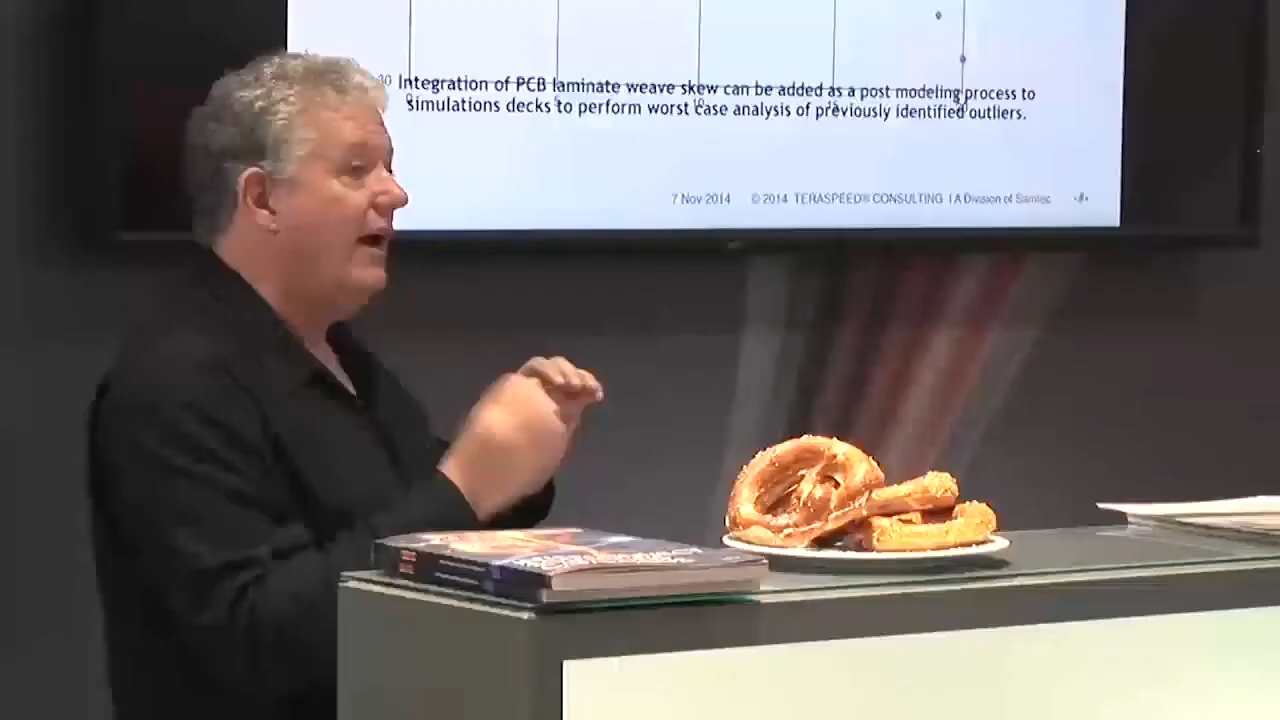 Integration of PCB laminate weave skew can be added as a post modeling process to
simulations decks to perform worst case analysis of previously identified outliers.
7 Nov 2014 © 2014 TERASPEED® CONSULTING | A Division of Samtec